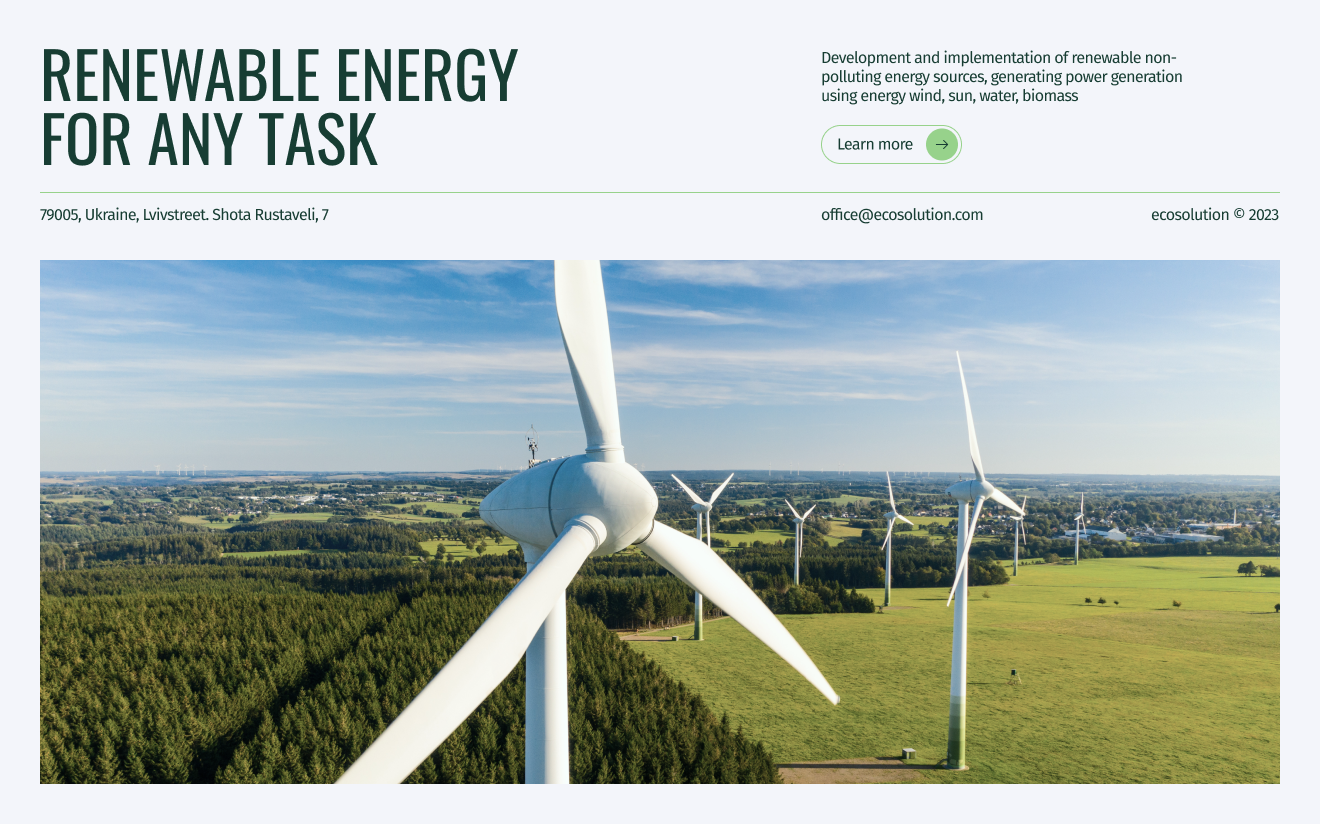 RENEWABLE ENERGY
FOR ANY TASK
Development and implementation of renewable non-
polluting energy sources, generating power generation
using energy wind, sun, water, biomass
Learn more
79005, Ukraine, Lvivstreet. Shota Rustaveli, 7
office@ecosolution.com
ecosolution © 2023